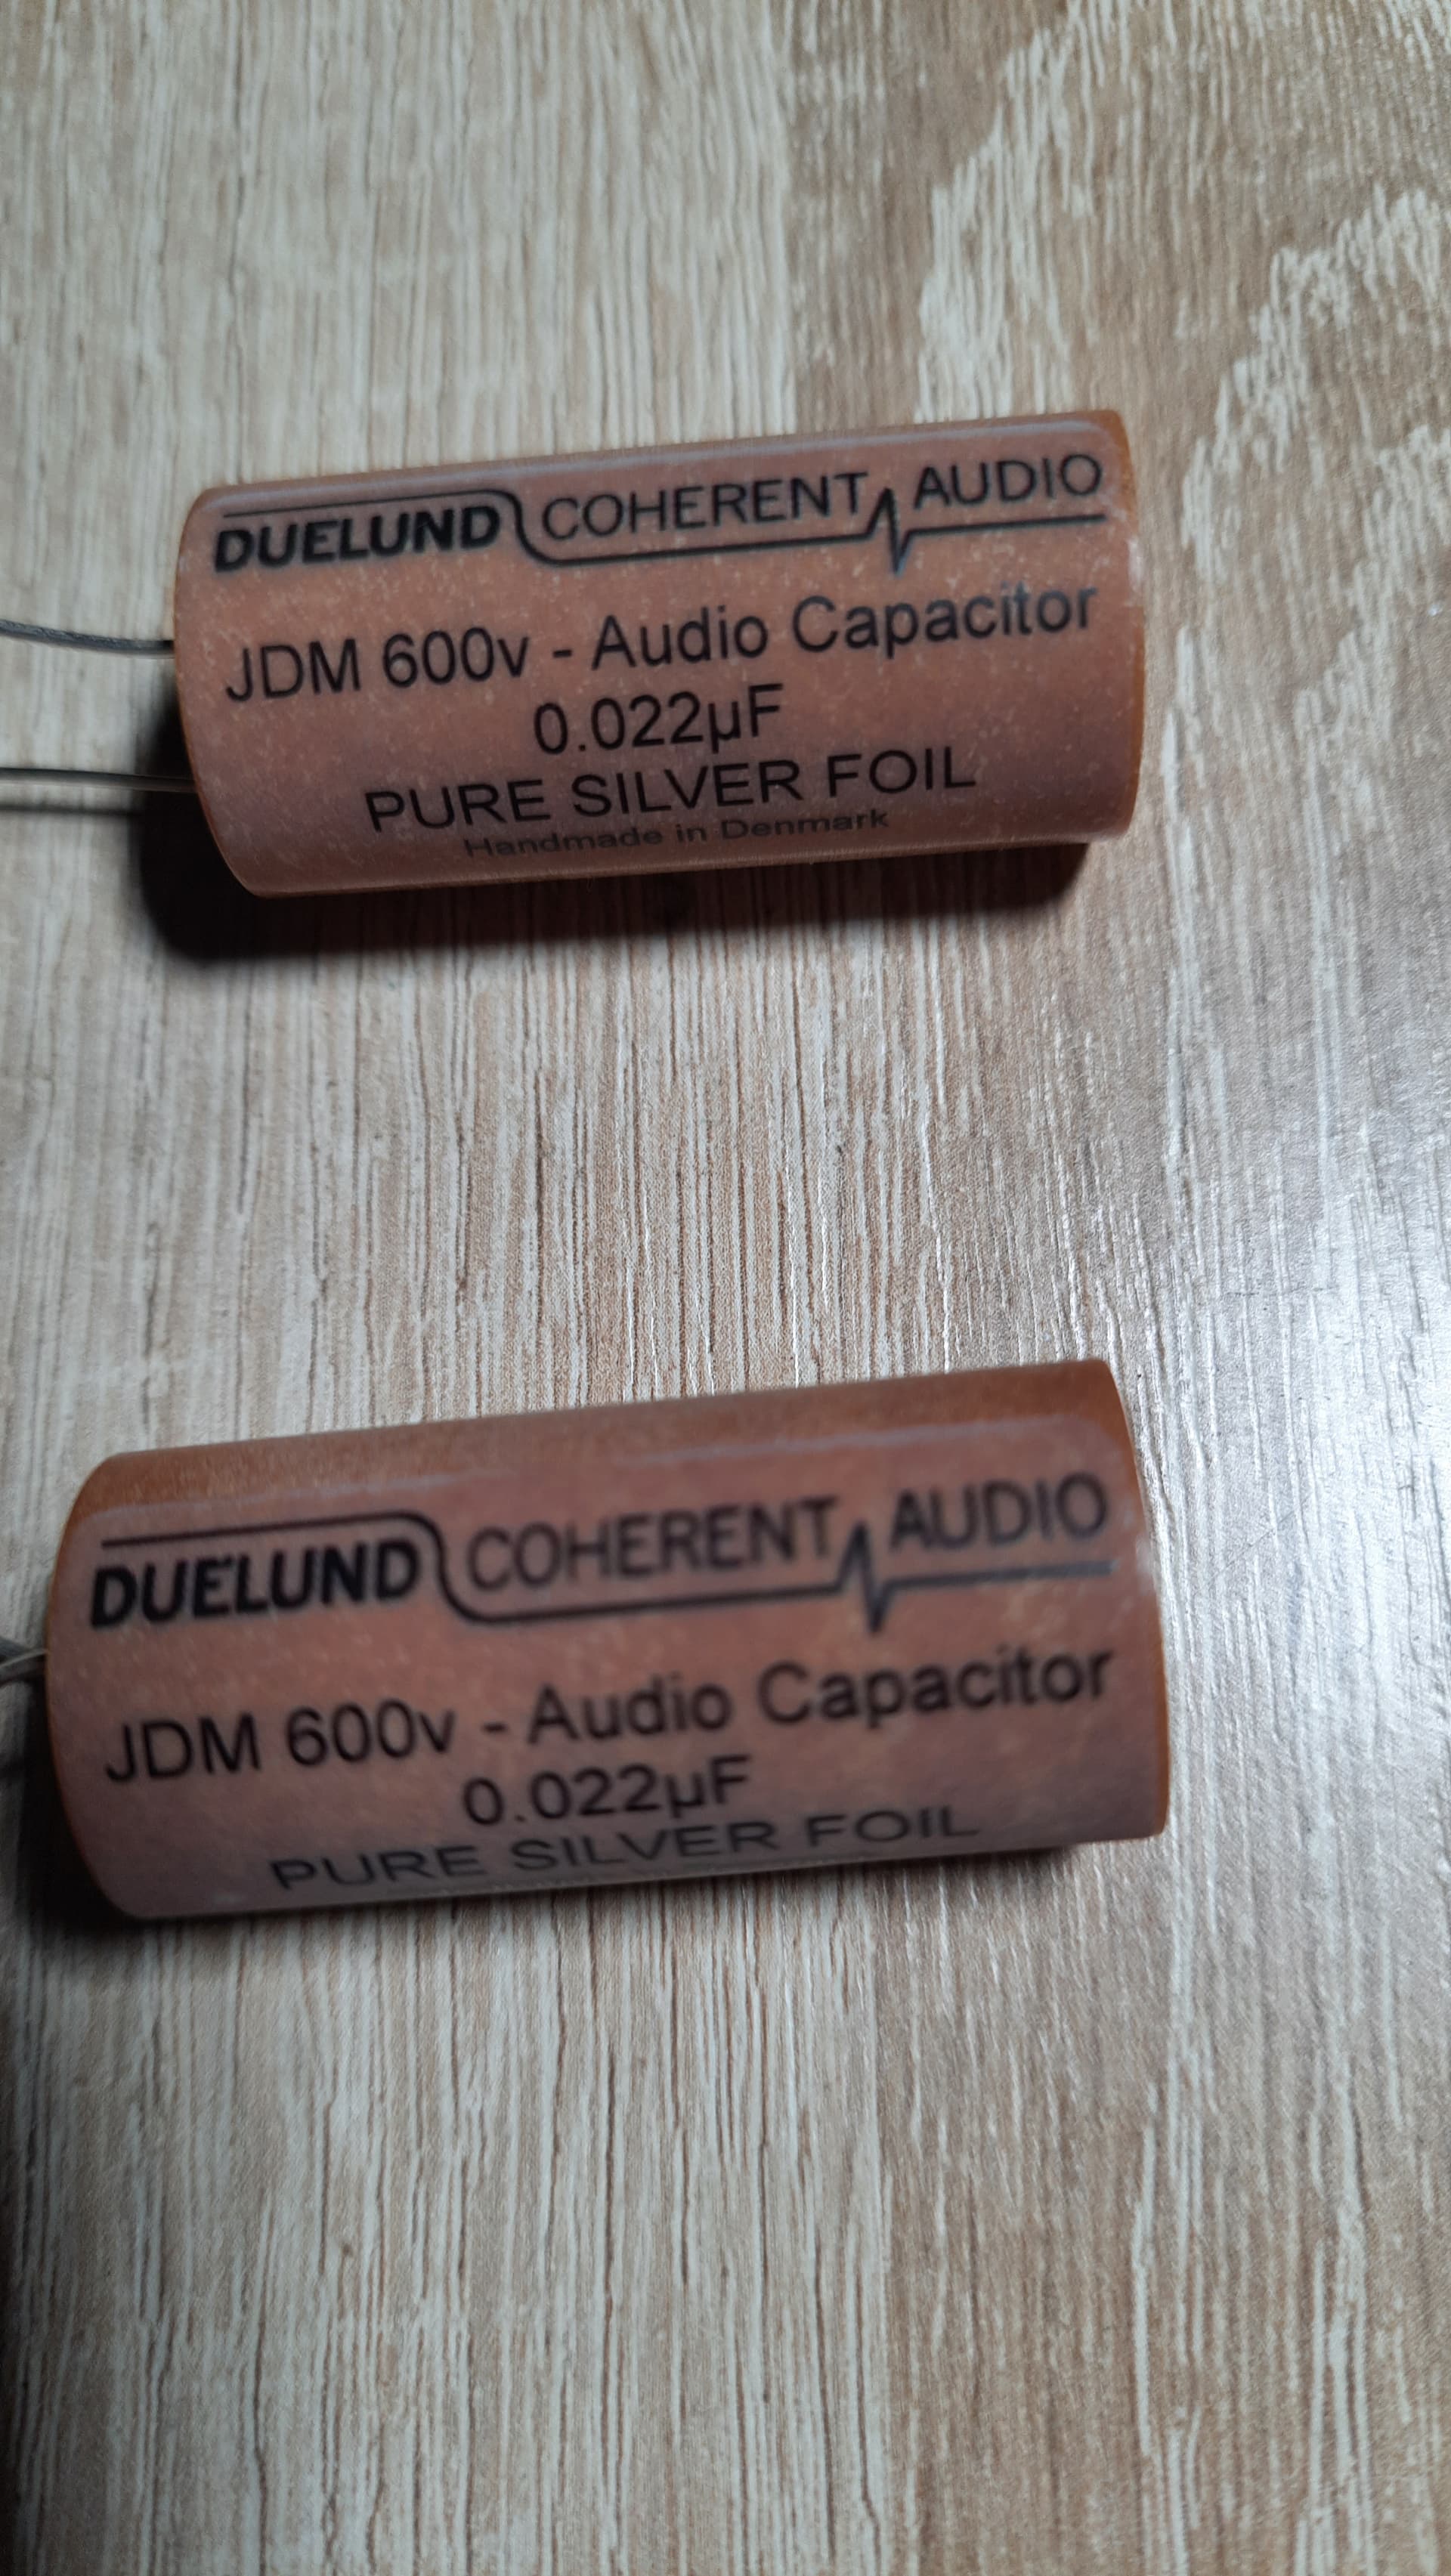 DUELUND COHERENT AUDIO
JDM 600v - Audio Capacitor
0.022µF
PURE SILVER FOIL
Handmade in Denmark
DUELUND COHERENT AUDIO
JDM 600v - Audio Capacitor
0.022µF
PURE SILVER FOIL